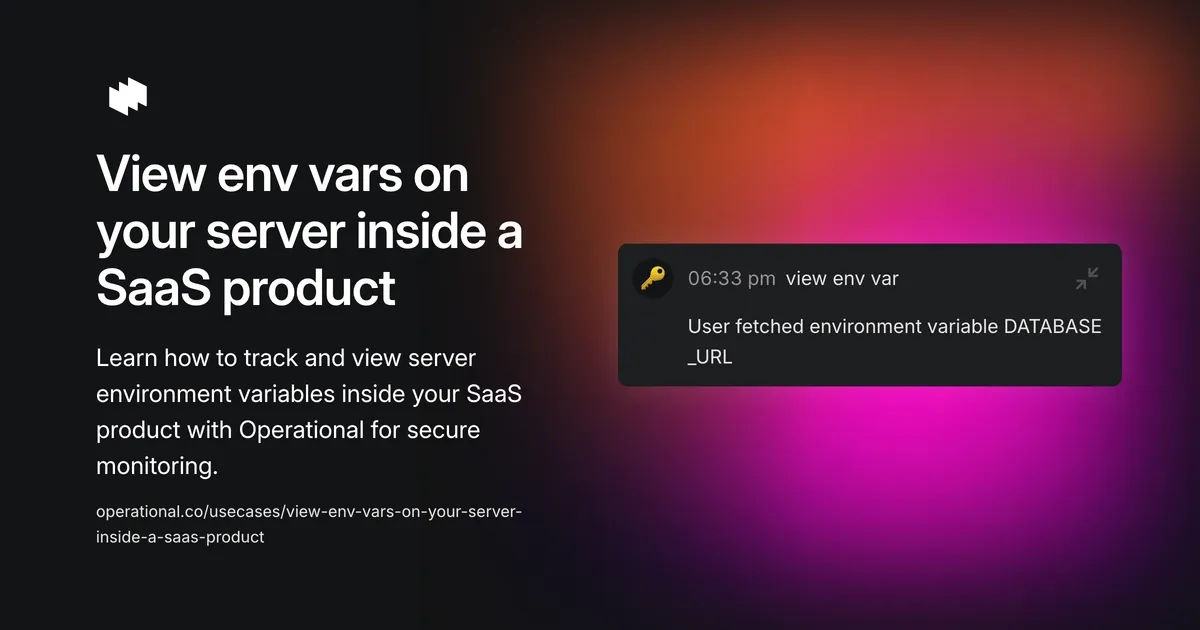 View env vars on
your server inside a
SaaS product
Learn how to track and view server
environment variables inside your SaaS
product with Operational for secure
monitoring.
operational.co/usecases/view-env-vars-on-your-server-
inside-a-saas-product
06:33 pm view env var
User fetched environment variable DATABASE
_URL